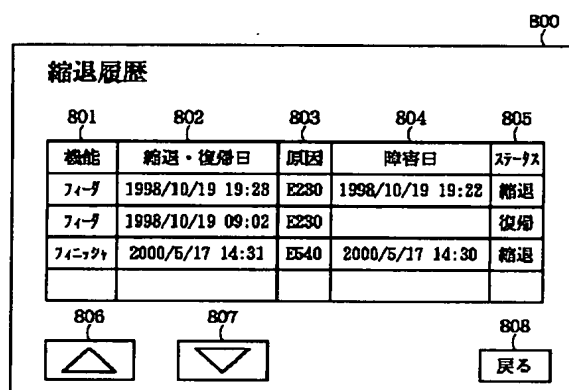 800
縮退履歴
801 802 803 804 805
機能 縮退・復帰日 原因 障害日 ステータス
フィーダ 1998/10/19 19:23 E230 1998/10/19 19:22 縮退
フィーダ 1998/10/19 09:02 E230 復帰
フィニッシャ 2000/5/17 14:31 E540 2000/5/17 14:30 縮退
806 807 808
戻る